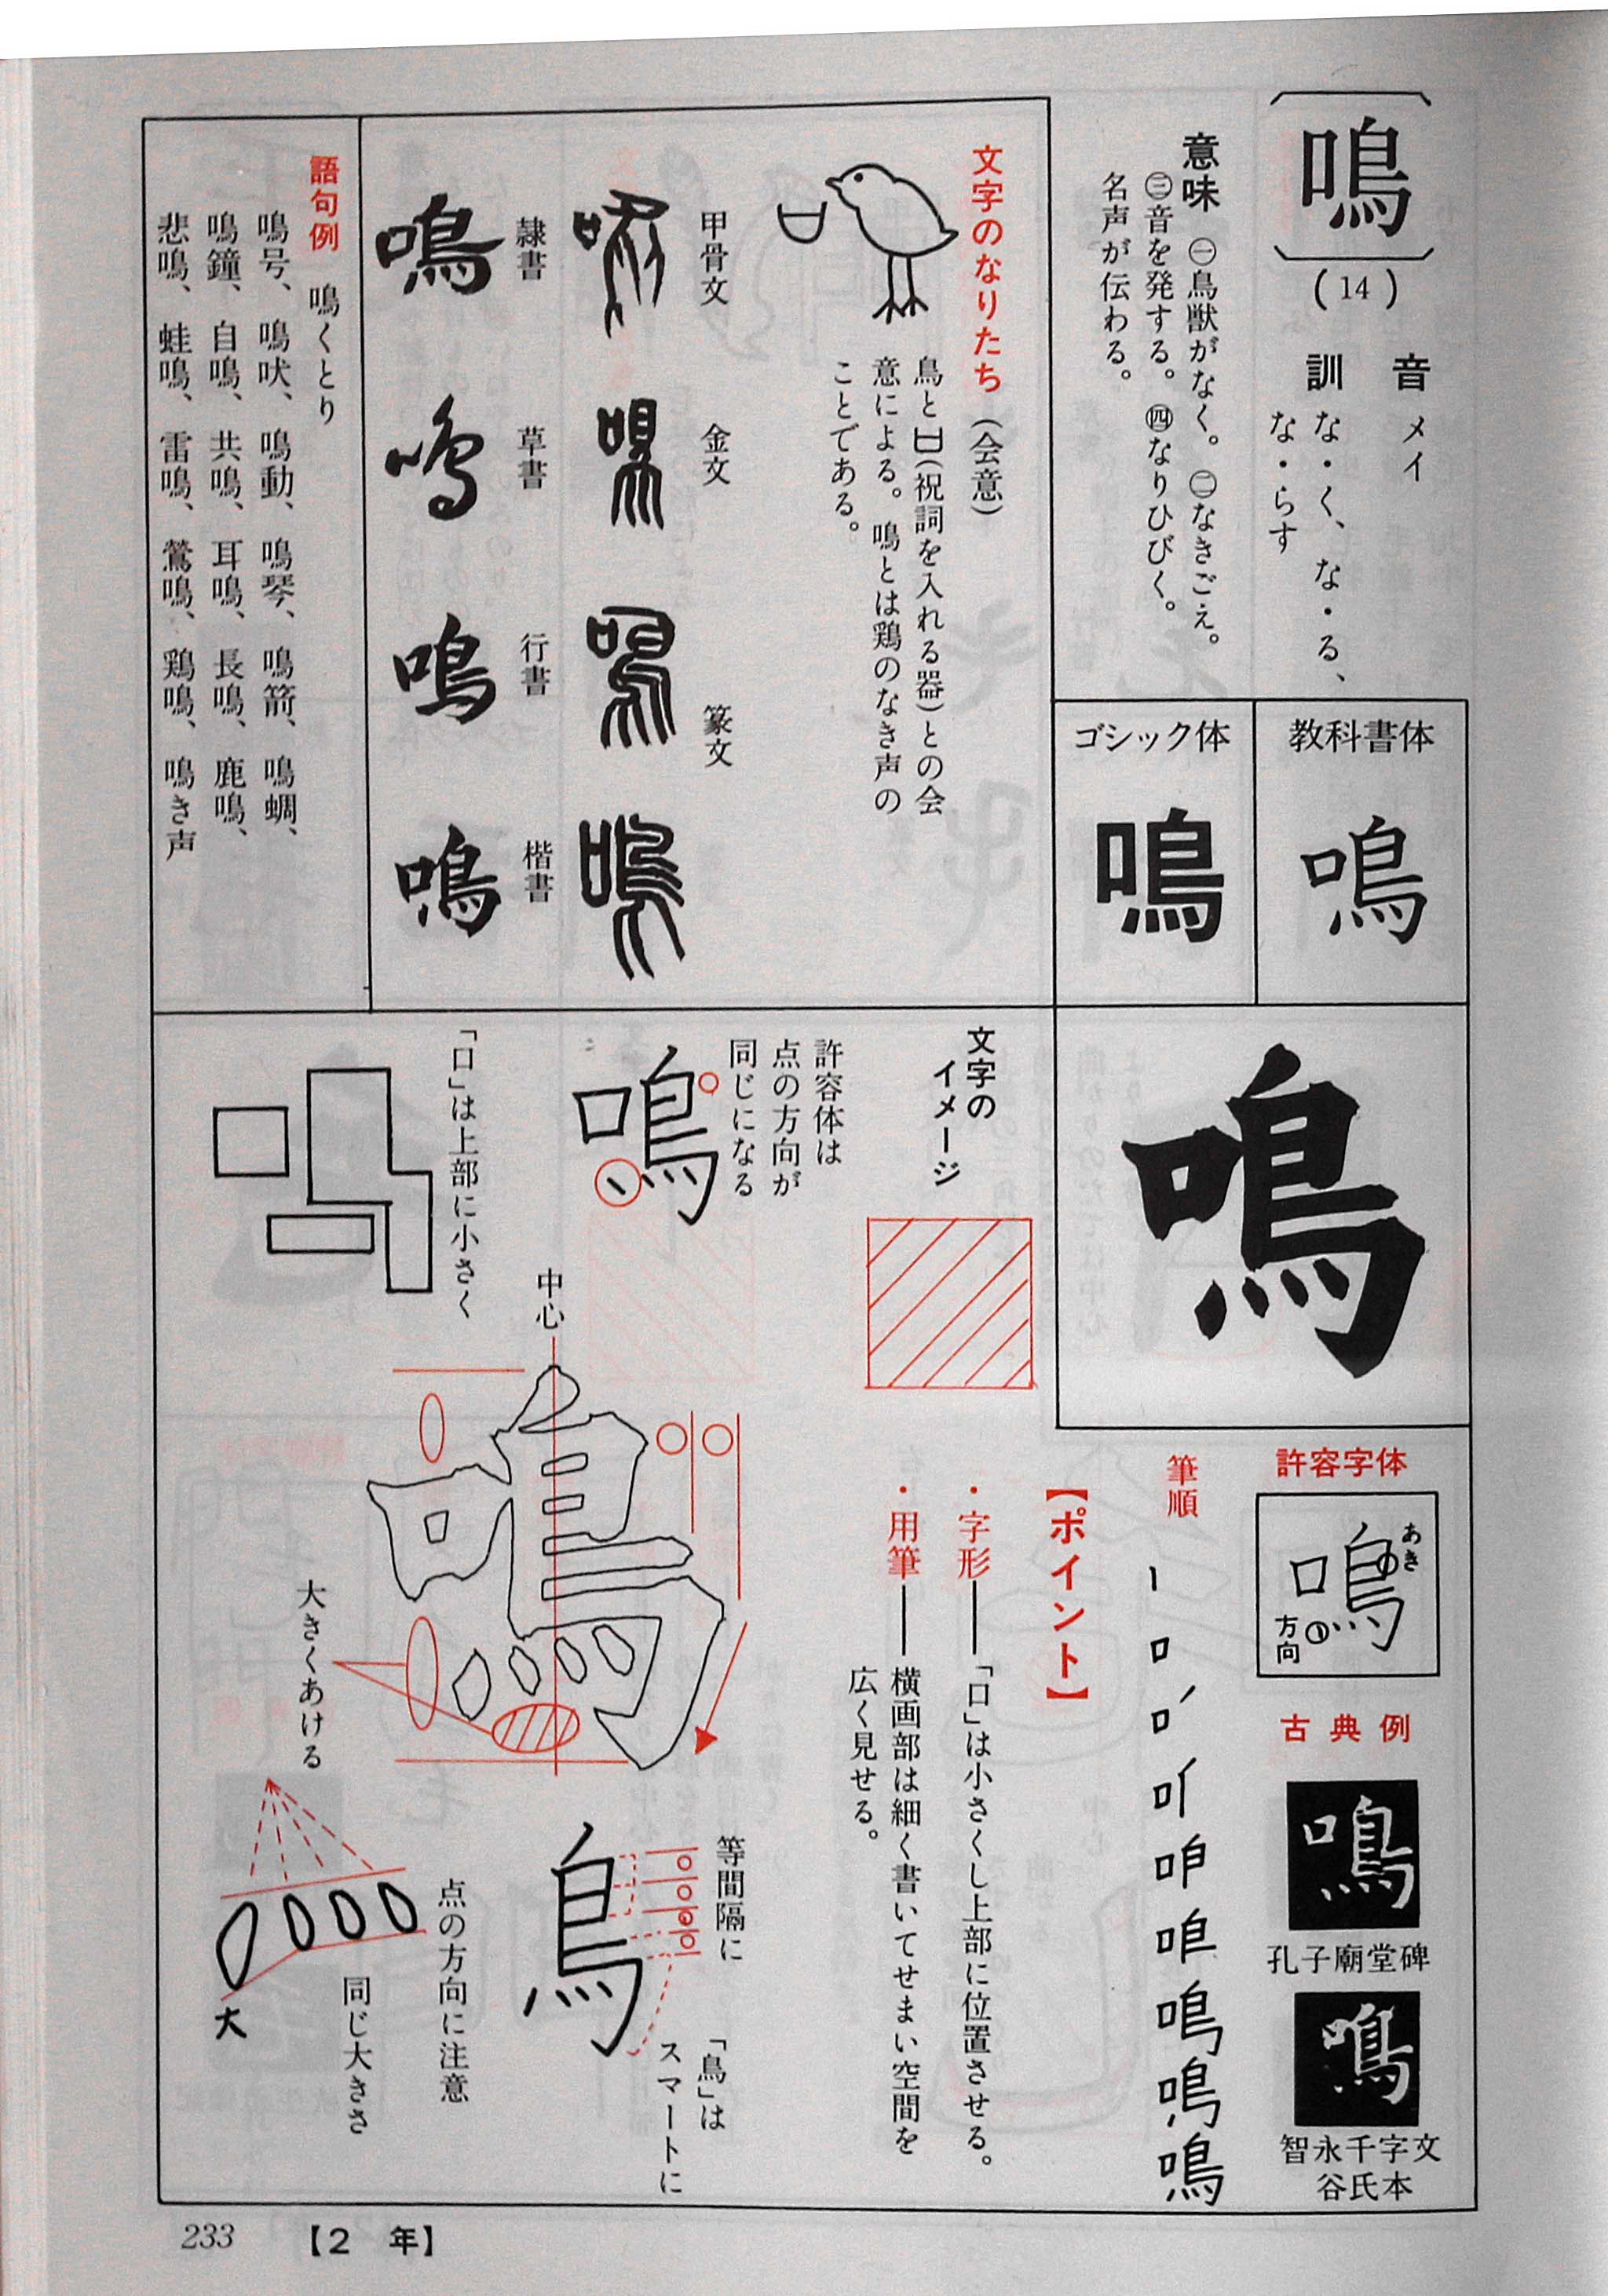 鳴
(14)
音 メイ
訓 な・く、な・る、
な・らす
意味 ㊀鳥獣がなく。㊁なきごえ。
㊂音を発する。㊃なりひびく。
名声が伝わる。
教科書体
鳴
ゴシック体
鳴
文字のなりたち (会意)
鳥と𠙵(祝詞を入れる器)との会
意による。鳴とは鶏のなき声の
ことである。
甲骨文
金文
篆文
隷書
鳴
草書
鳴
行書
鳴
楷書
鳴
語句例 鳴くとり
鳴号、鳴吠、鳴動、鳴琴、鳴箭、鳴蜩、
鳴鐘、自鳴、共鳴、耳鳴、長鳴、鹿鳴、
悲鳴、蛙鳴、雷鳴、鶯鳴、鶏鳴、鳴き声
鳴
許容字体
鳴
あき
方向
古典例
鳴
孔子廟堂碑
鳴
智永千字文
谷氏本
筆順
【ポイント】
・字形──「口」は小さくし上部に位置させる。
・用筆──横画部は細く書いてせまい空間を
広く見せる。
文字の
イメージ
許容体は
点の方向が
同じになる
鳴
「口」は上部に小さく
中心
鳴
大きくあける
等間隔に
鳥
「鳥」は
スマートに
点の方向に注意
同じ大きさ
大
233 【2 年】